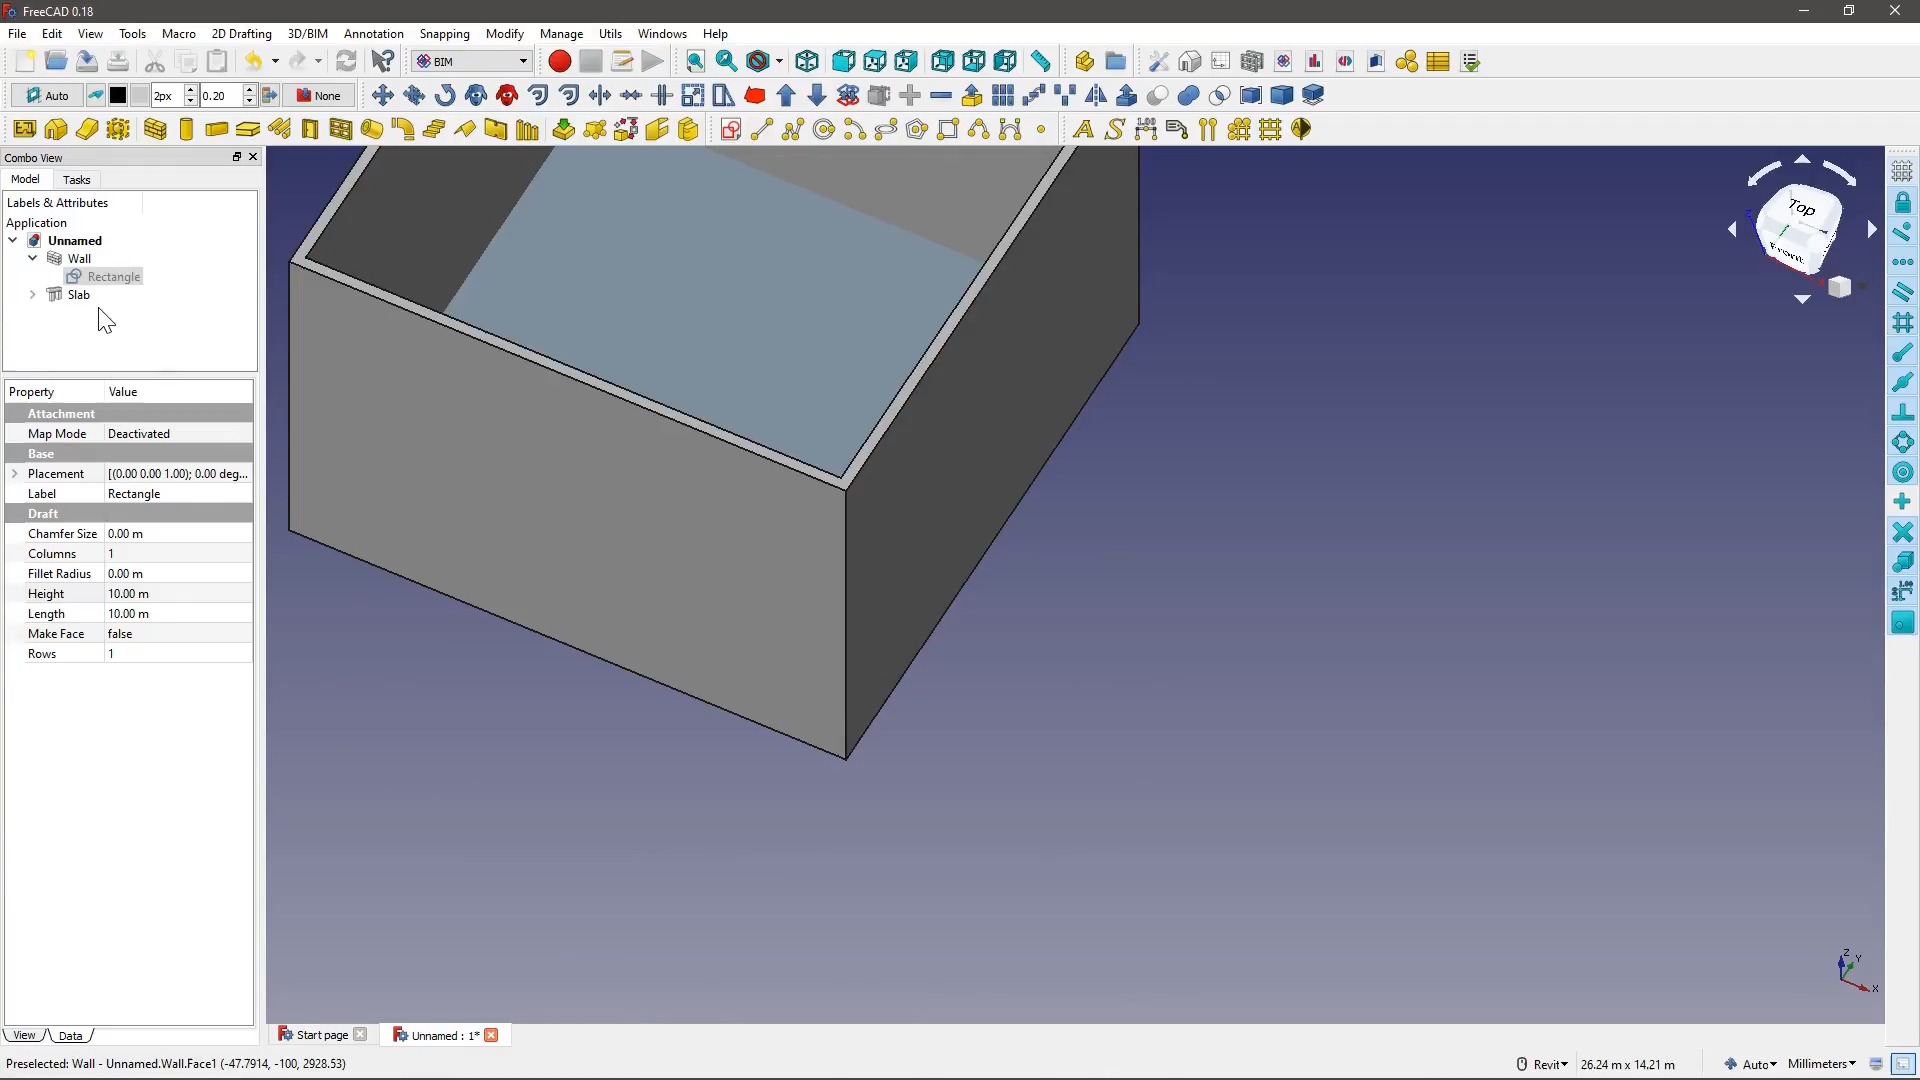 FreeCAD 0.18
File Edit View Tools Macro 2D Drafting 3D/BIM Annotation Snapping Modify Manage Utils Windows Help
BIM
Auto 2px 0.20 None
Combo View
Model Tasks
Labels & Attributes
Application
Unnamed
Wall
Rectangle
Slab
Property Value
Attachment
Map Mode Deactivated
Base
Placement [(0.00 0.00 1.00); 0.00 deg...
Label Rectangle
Draft
Chamfer Size 0.00 m
Columns 1
Fillet Radius 0.00 m
Height 10.00 m
Length 10.00 m
Make Face false
Rows 1
View Data
Top
Front
Z
Y
X
Start page Unnamed : 1*
Preselected: Wall - Unnamed.Wall.Face1 (-47.7914, -100, 2928.53)
Revit 26.24 m x 14.21 m Auto Millimeters